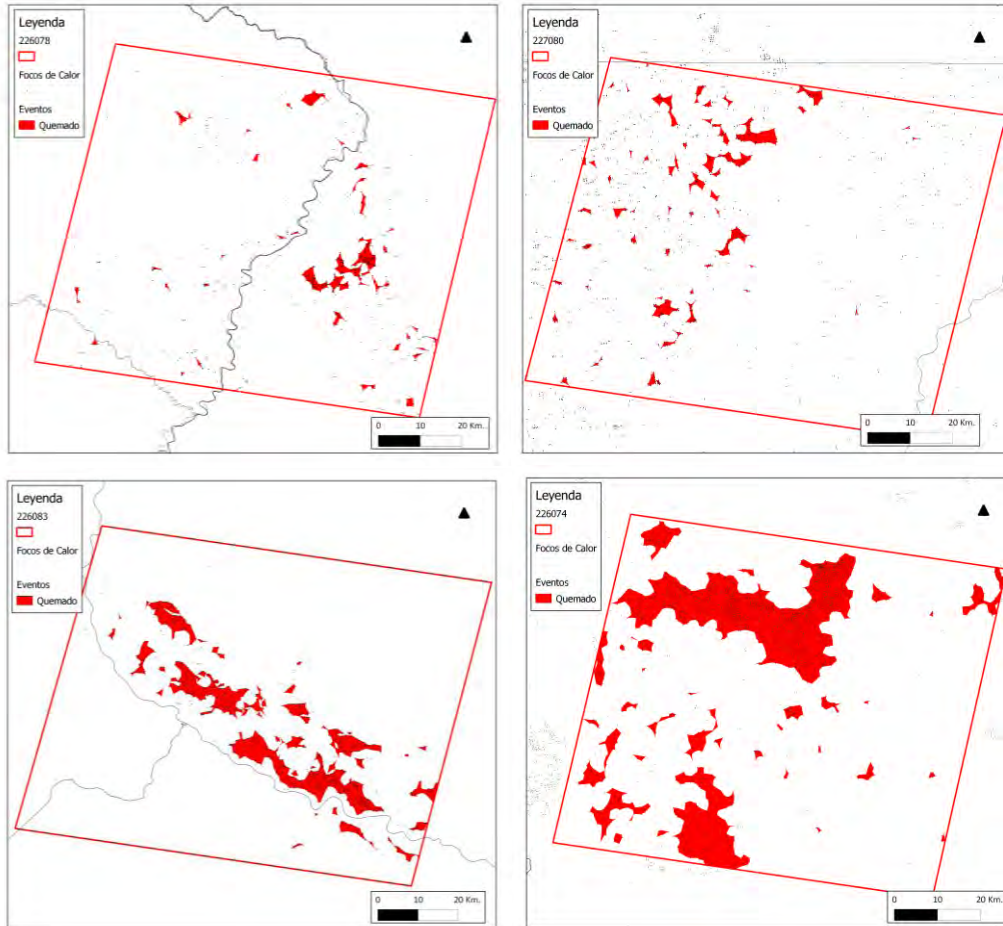 Leyenda
226078
Focos de Calor
Eventos
Quemado
0 10 20 Km.
Leyenda
227080
Focos de Calor
Eventos
Quemado
0 10 20 Km.
Leyenda
226083
Focos de Calor
Eventos
Quemado
0 10 20 Km.
Leyenda
226074
Focos de Calor
Eventos
Quemado
0 10 20 Km.